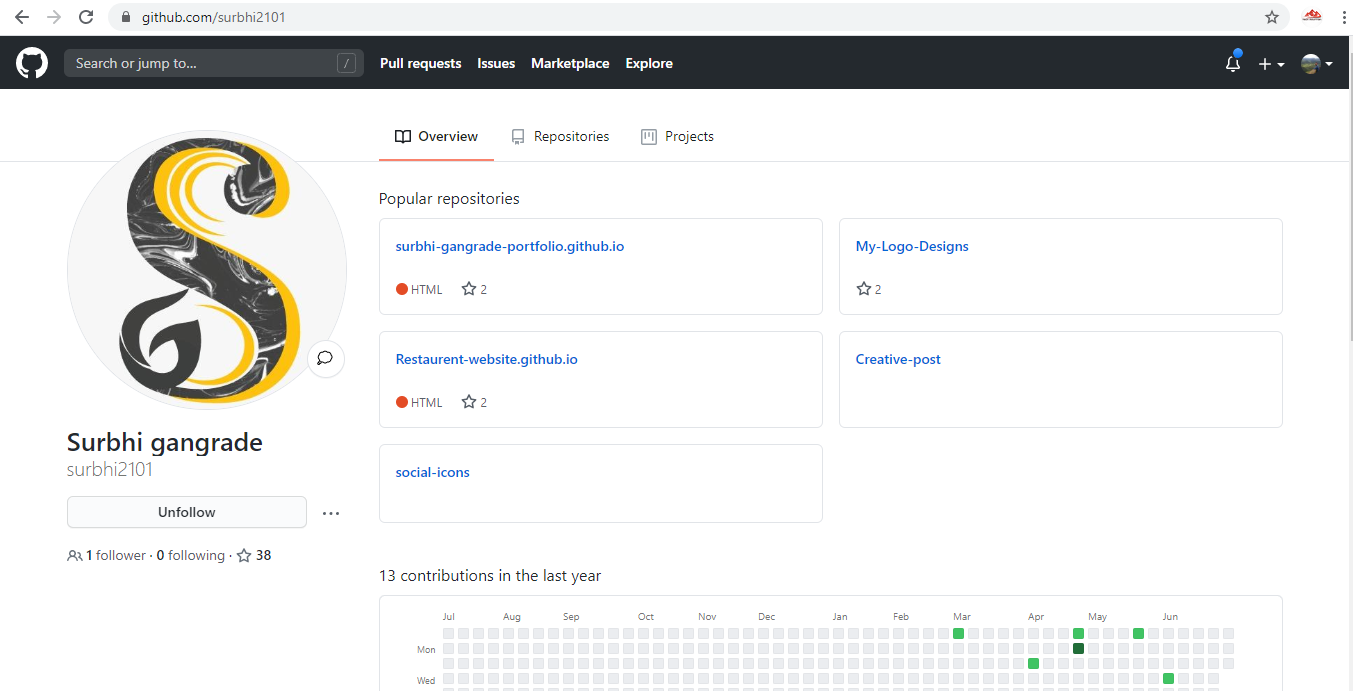 github.com/surbhi2101
Search or jump to...
/
Pull requests
Issues
Marketplace
Explore
Overview
Repositories
Projects
Surbhi gangrade
surbhi2101
Unfollow
1 follower · 0 following · 38
Popular repositories
surbhi-gangrade-portfolio.github.io
HTML 2
My-Logo-Designs
2
Restaurent-website.github.io
HTML 2
Creative-post
social-icons
13 contributions in the last year
Jul Aug Sep Oct Nov Dec Jan Feb Mar Apr May Jun
Mon
Wed